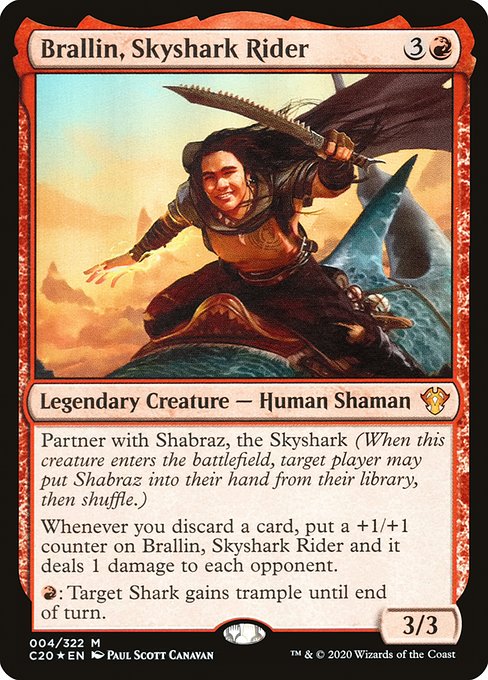 Brallin, Skyshark Rider 3
Legendary Creature — Human Shaman
Partner with Shabraz, the Skyshark (When this
creature enters the battlefield, target player may
put Shabraz into their hand from their library,
then shuffle.)
Whenever you discard a card, put a +1/+1
counter on Brallin, Skyshark Rider and it
deals 1 damage to each opponent.
: Target Shark gains trample until end
of turn.
3/3
004/322 M
C20 ★ EN Paul Scott Canavan
™ & © 2020 Wizards of the Coast